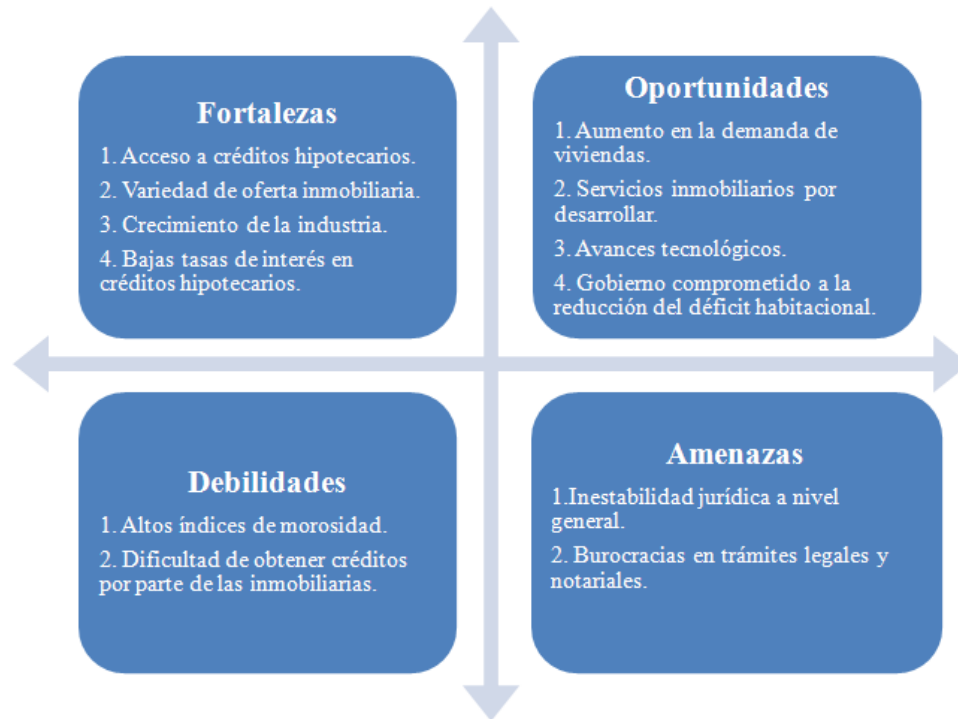 Fortalezas
1. Acceso a créditos hipotecarios.
2. Variedad de oferta inmobiliaria.
3. Crecimiento de la industria.
4. Bajas tasas de interés en
créditos hipotecarios.
Oportunidades
1. Aumento en la demanda de
viviendas.
2. Servicios inmobiliarios por
desarrollar.
3. Avances tecnológicos.
4. Gobierno comprometido a la
reducción del déficit habitacional.
Debilidades
1. Altos índices de morosidad.
2. Dificultad de obtener créditos
por parte de las inmobiliarias.
Amenazas
1.Inestabilidad jurídica a nivel
general.
2. Burocracias en trámites legales y
notariales.